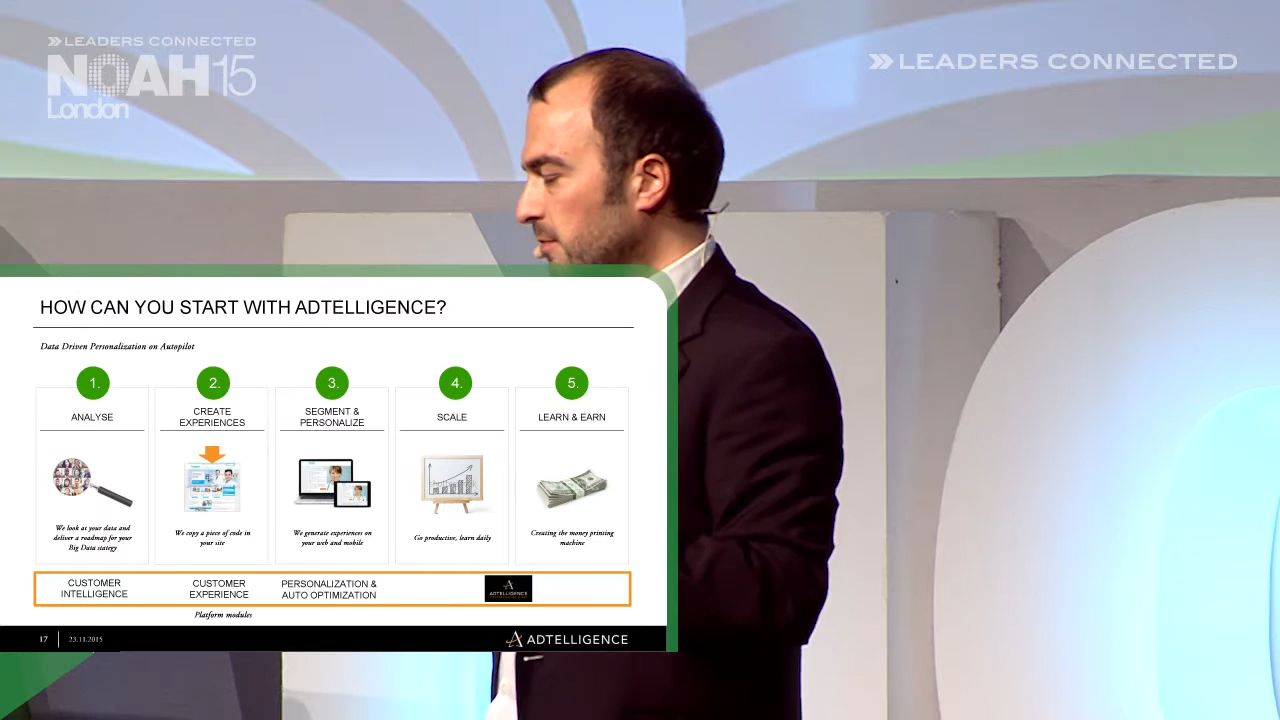 LEADERS CONNECTED
NOAH15
London
LEADERS CONNECTED
HOW CAN YOU START WITH ADTELLIGENCE?
Data Driven Personalization on Autopilot
1.
ANALYSE
We look at your data and
deliver a roadmap for your
Big Data stategy
2.
CREATE
EXPERIENCES
We copy a piece of code in
your site
3.
SEGMENT &
PERSONALIZE
We generate experiences on
your web and mobile
4.
SCALE
Go productive, learn daily
5.
LEARN & EARN
Creating the money printing
machine
CUSTOMER
INTELLIGENCE
CUSTOMER
EXPERIENCE
PERSONALIZATION &
AUTO OPTIMIZATION
ADTELLIGENCE
Platform modules
17
23.11.2015
ADTELLIGENCE